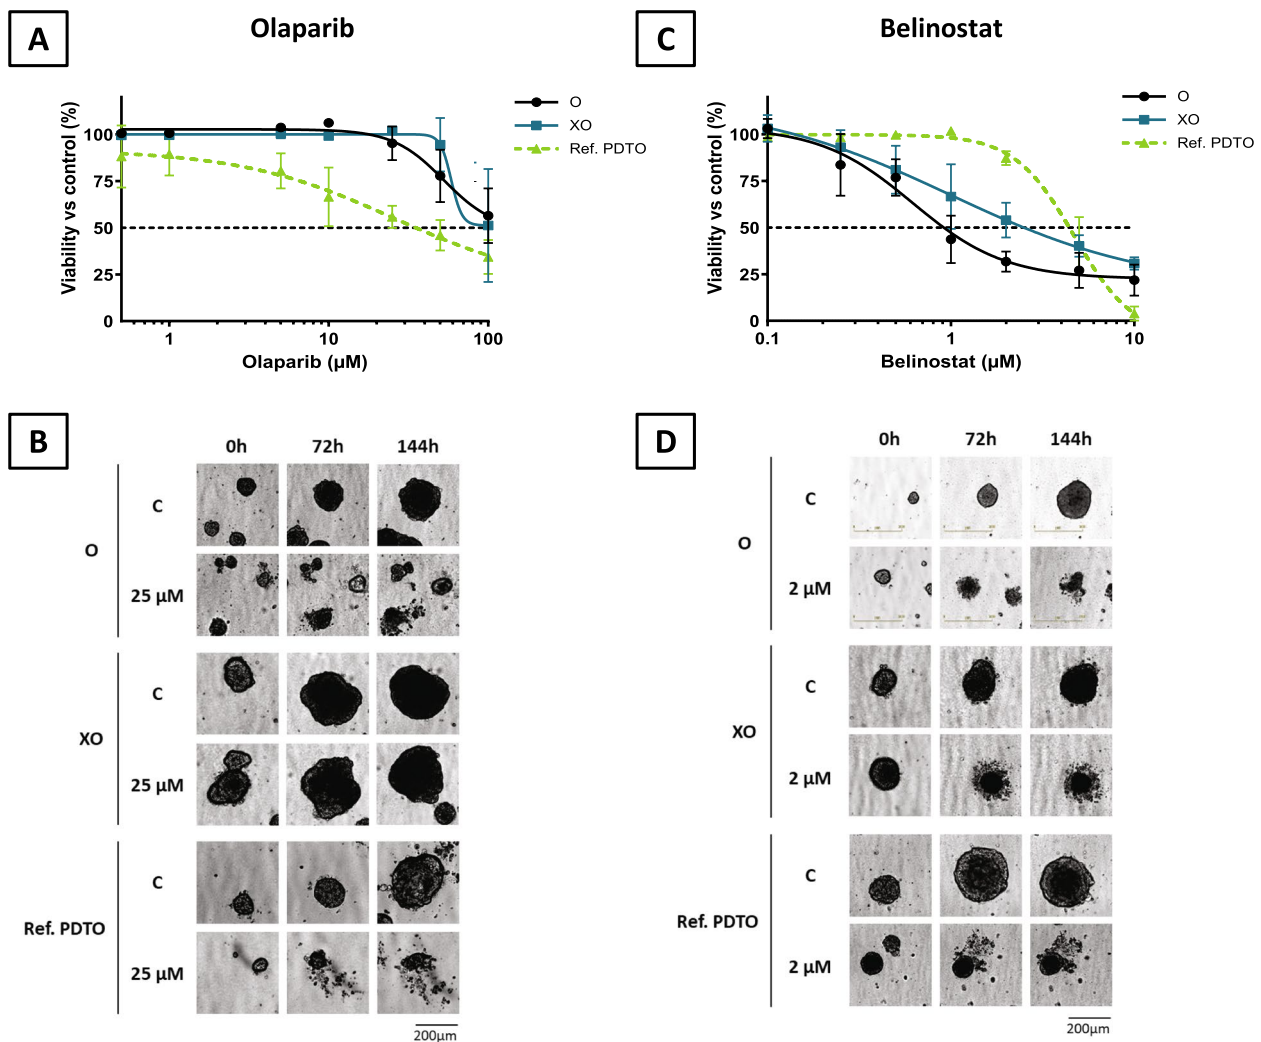 A
Olaparib
Viability vs control (%)
100
75
50
25
0
1
10
100
Olaparib (µM)
O
XO
Ref. PDTO
C
Belinostat
Viability vs control (%)
100
75
50
25
0
0.1
1
10
Belinostat (µM)
O
XO
Ref. PDTO
B
0h 72h 144h
O
C
25 µM
XO
C
25 µM
Ref. PDTO
C
25 µM
200µm
D
0h 72h 144h
O
C
2 µM
XO
C
2 µM
Ref. PDTO
C
2 µM
200µm